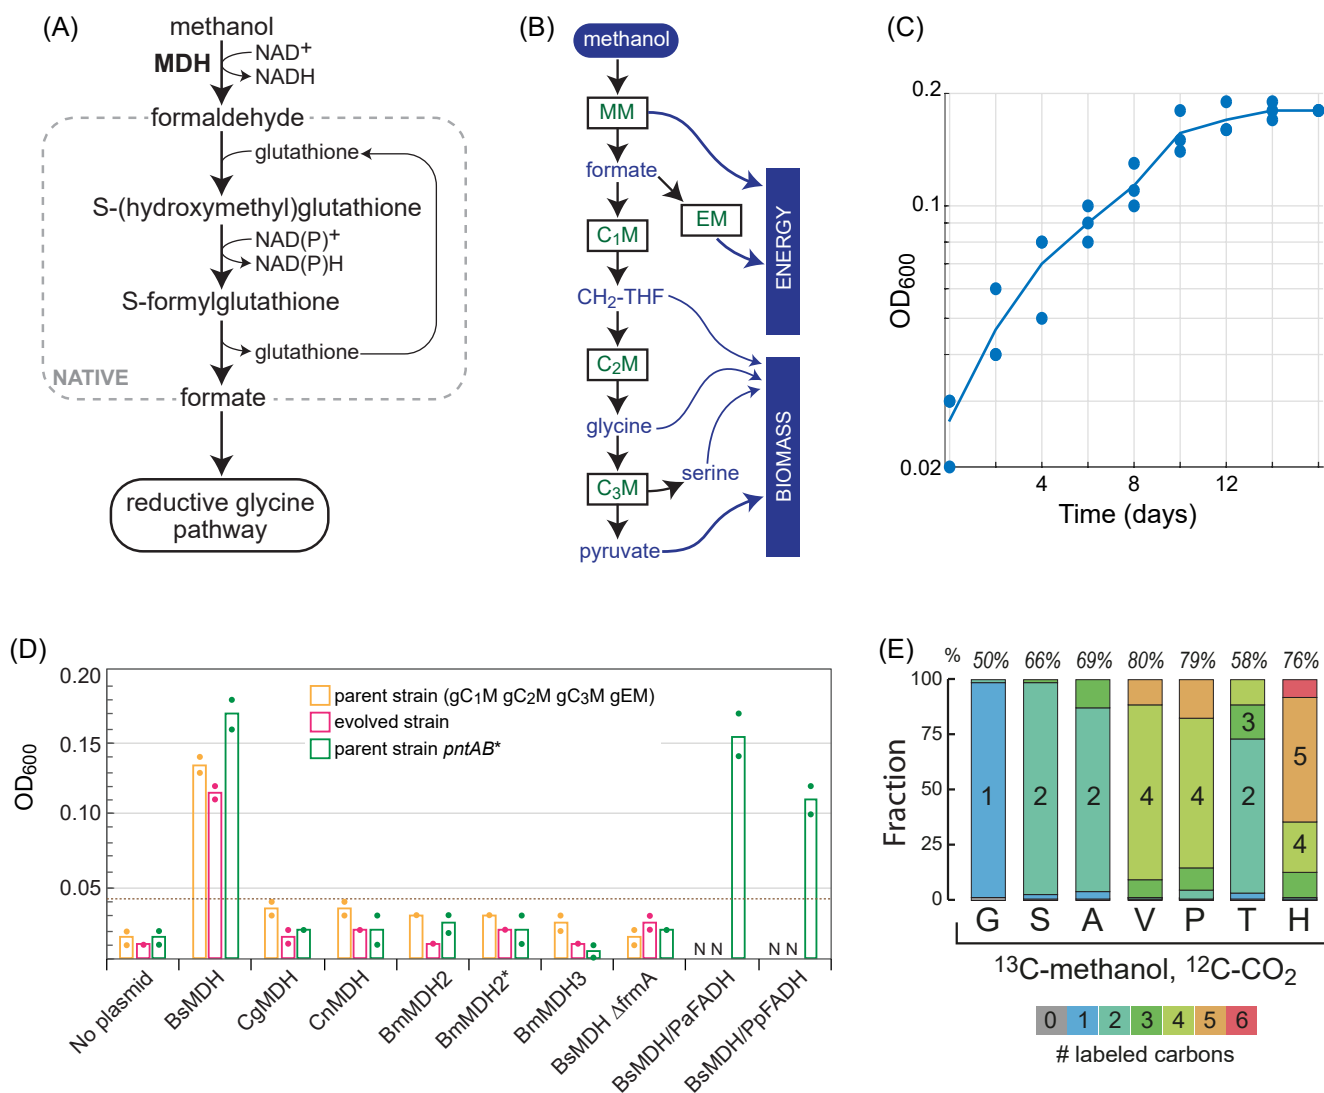 (A)
methanol
MDH
NAD+
NADH
formaldehyde
glutathione
S-(hydroxymethyl)glutathione
NAD(P)+
NAD(P)H
S-formylglutathione
glutathione
NATIVE
formate
reductive glycine
pathway
(B)
methanol
MM
formate
EM
C1M
ENERGY
CH2-THF
C2M
glycine
serine
C3M
pyruvate
BIOMASS
(C)
0.2
0.1
0.02
OD600
4
8
12
Time (days)
(D)
0.20
0.15
0.10
0.05
OD600
parent strain (gC1M gC2M gC3M gEM)
evolved strain
parent strain pntAB*
N N
N N
No plasmid
BsMDH
CgMDH
CnMDH
BmMDH2
BmMDH2*
BmMDH3
BsMDH ΔfrmA
BsMDH/PaFADH
BsMDH/PpFADH
(E)
% 50% 66% 69% 80% 79% 58% 76%
100
75
50
25
0
Fraction
1
2
2
4
4
3
2
5
4
G S A V P T H
13C-methanol, 12C-CO2
0 1 2 3 4 5 6
# labeled carbons